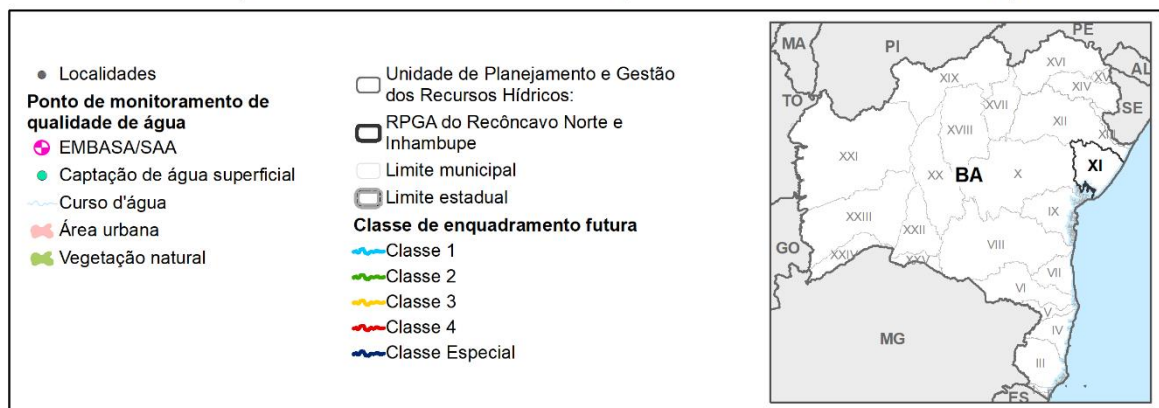 Localidades
Ponto de monitoramento de
qualidade de água
EMBASA/SAA
Captação de água superficial
Curso d'água
Área urbana
Vegetação natural
Unidade de Planejamento e Gestão
dos Recursos Hídricos:
RPGA do Recôncavo Norte e
Inhambupe
Limite municipal
Limite estadual
Classe de enquadramento futura
Classe 1
Classe 2
Classe 3
Classe 4
Classe Especial
MA
PI
PE
XVI
AL
XIX
XV
XIV
TO
XVII
SE
XII
XVIII
XIII
XXI
XI
XX
BA
X
IX
XXIII
XXII
GO
VIII
XXIV
XXV
VII
VI
V
IV
MG
III
ES